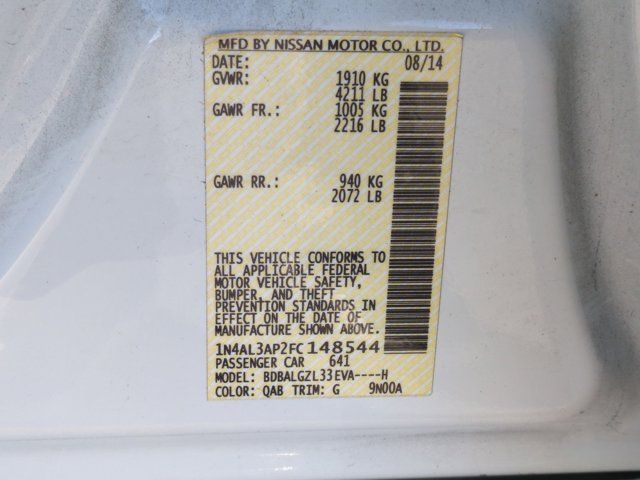 MFD BY NISSAN MOTOR CO., LTD.
DATE: 08/14
GVWR: 1910 KG
4211 LB
GAWR FR.: 1005 KG
2216 LB
GAWR RR.: 940 KG
2072 LB
THIS VEHICLE CONFORMS TO
ALL APPLICABLE FEDERAL
MOTOR VEHICLE SAFETY,
BUMPER, AND THEFT
PREVENTION STANDARDS IN
EFFECT ON THE DATE OF
MANUFACTURE SHOWN ABOVE.
1N4AL3AP2FC148544
PASSENGER CAR 641
MODEL: BDBALGZL33EVA----H
COLOR: QAB TRIM: G 9N00A